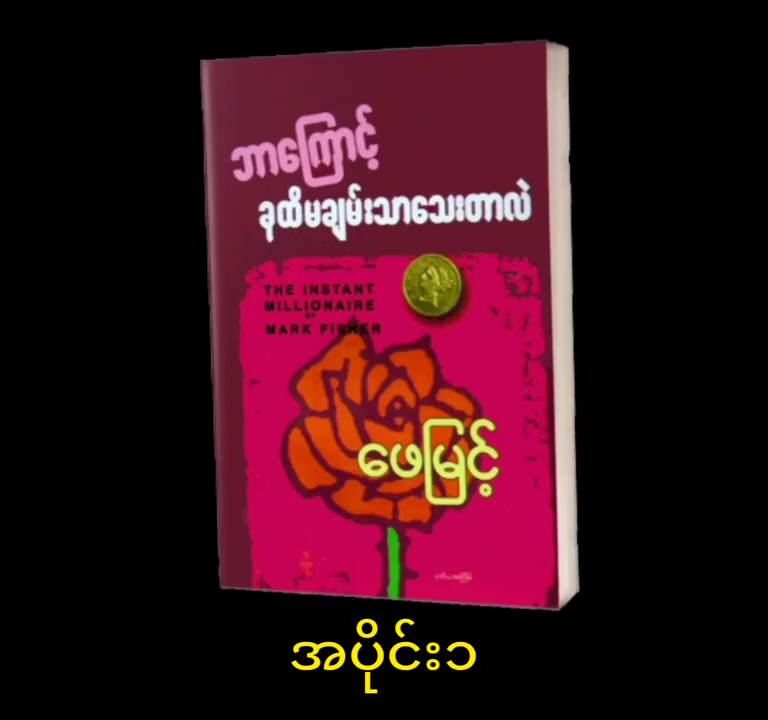 ဘာကြောင့်
ခုထိမချမ်းသာသေးတာလဲ
THE INSTANT
MILLIONAIRE
BY
MARK FISHER
ဖေမြင့်
အပိုင်း၁